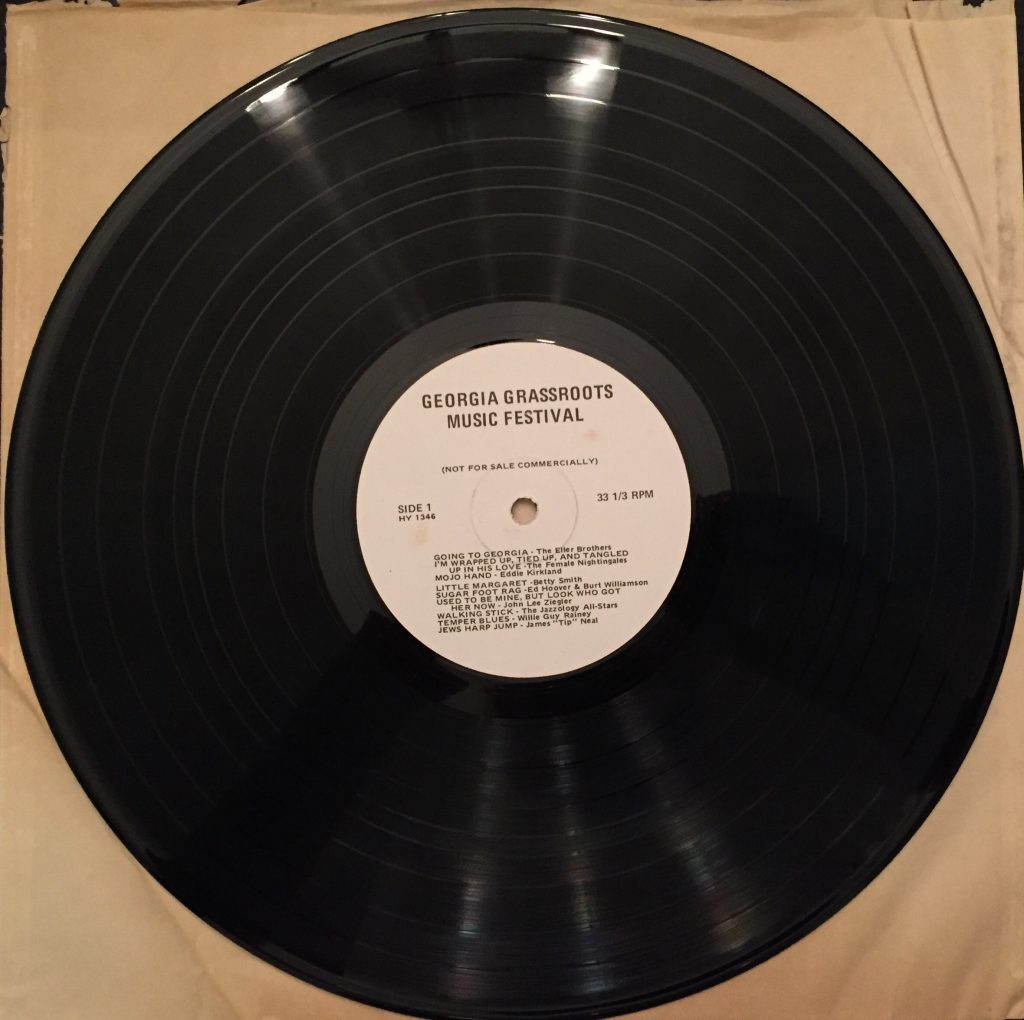 GEORGIA GRASSROOTS
MUSIC FESTIVAL
(NOT FOR SALE COMMERCIALLY)
SIDE 1
HY 1346
33 1/3 RPM
GOING TO GEORGIA - The Eller Brothers
I'M WRAPPED UP, TIED UP, AND TANGLED
UP IN HIS LOVE -The Female Nightingales
MOJO HAND - Eddie Kirkland
LITTLE MARGARET -Betty Smith
SUGAR FOOT RAG -Ed Hoover & Burt Williamson
USED TO BE MINE, BUT LOOK WHO GOT
HER NOW - John Lee Ziegler
WALKING STICK - The Jazzology All-Stars
TEMPER BLUES - Willie Guy Rainey
JEWS HARP JUMP - James "Tip" Neal